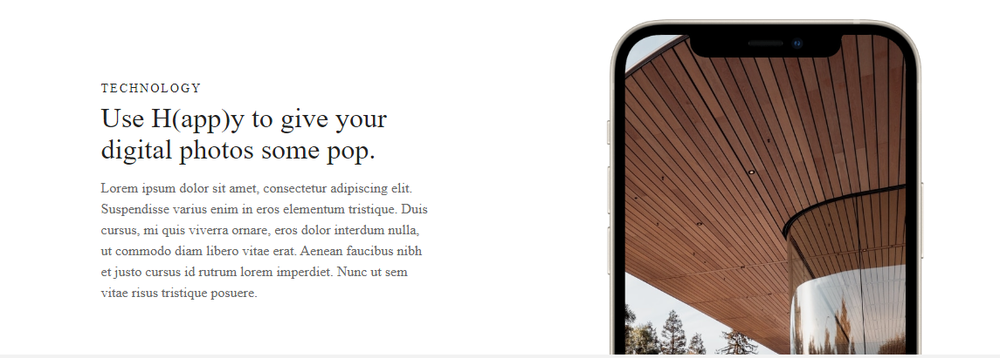 TECHNOLOGY
Use H(app)y to give your
digital photos some pop.
Lorem ipsum dolor sit amet, consectetur adipiscing elit.
Suspendisse varius enim in eros elementum tristique. Duis
cursus, mi quis viverra ornare, eros dolor interdum nulla,
ut commodo diam libero vitae erat. Aenean faucibus nibh
et justo cursus id rutrum lorem imperdiet. Nunc ut sem
vitae risus tristique posuere.